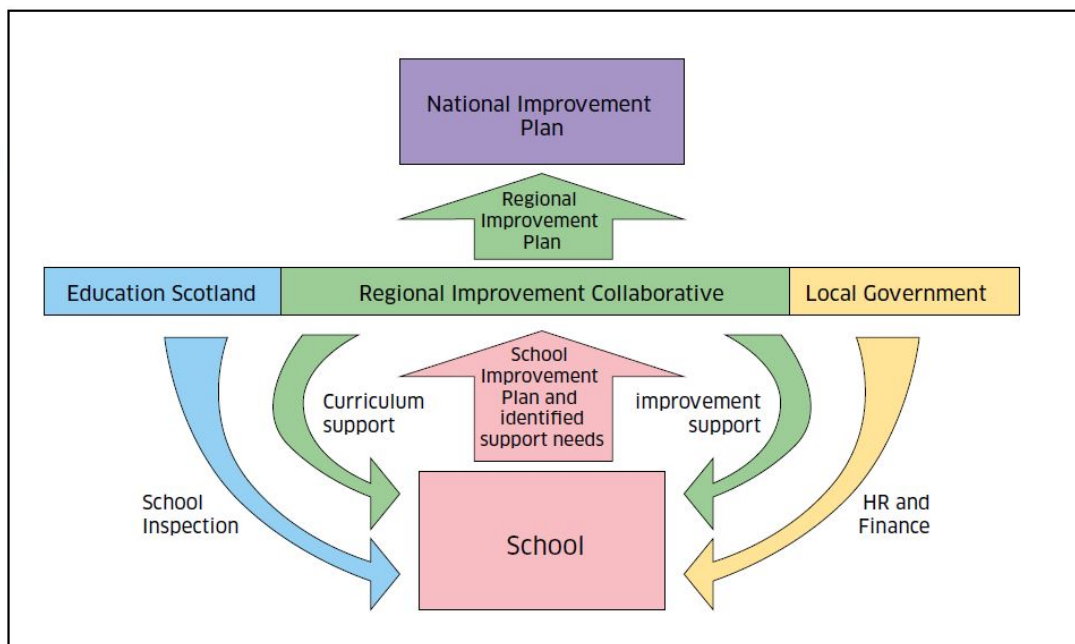 National Improvement
Plan
Regional
Improvement
Plan
Education Scotland
Regional Improvement Collaborative
Local Government
School
Improvement
Plan and
identified
support needs
Curriculum
support
improvement
support
School
Inspection
HR and
Finance
School